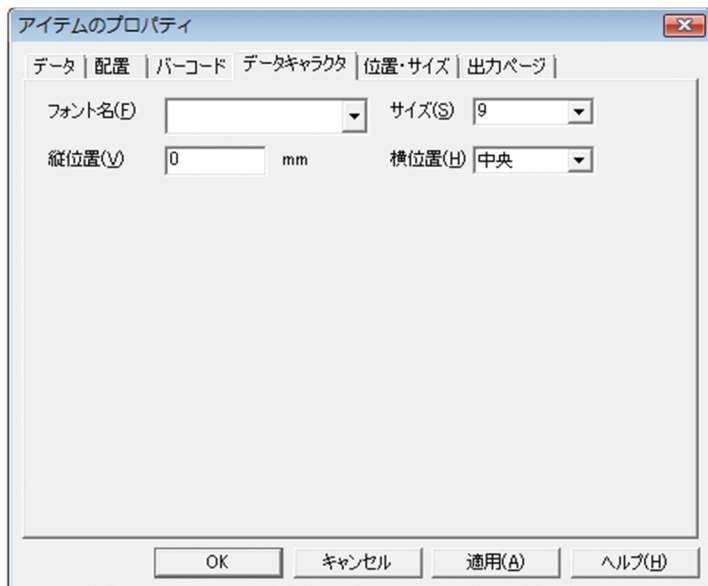 アイテムのプロパティ
データ 配置 バーコード データキャラクタ 位置・サイズ 出力ページ
フォント名(F) サイズ(S) 9
縦位置(V) 0 mm 横位置(H) 中央
OK キャンセル 適用(A) ヘルプ(H)